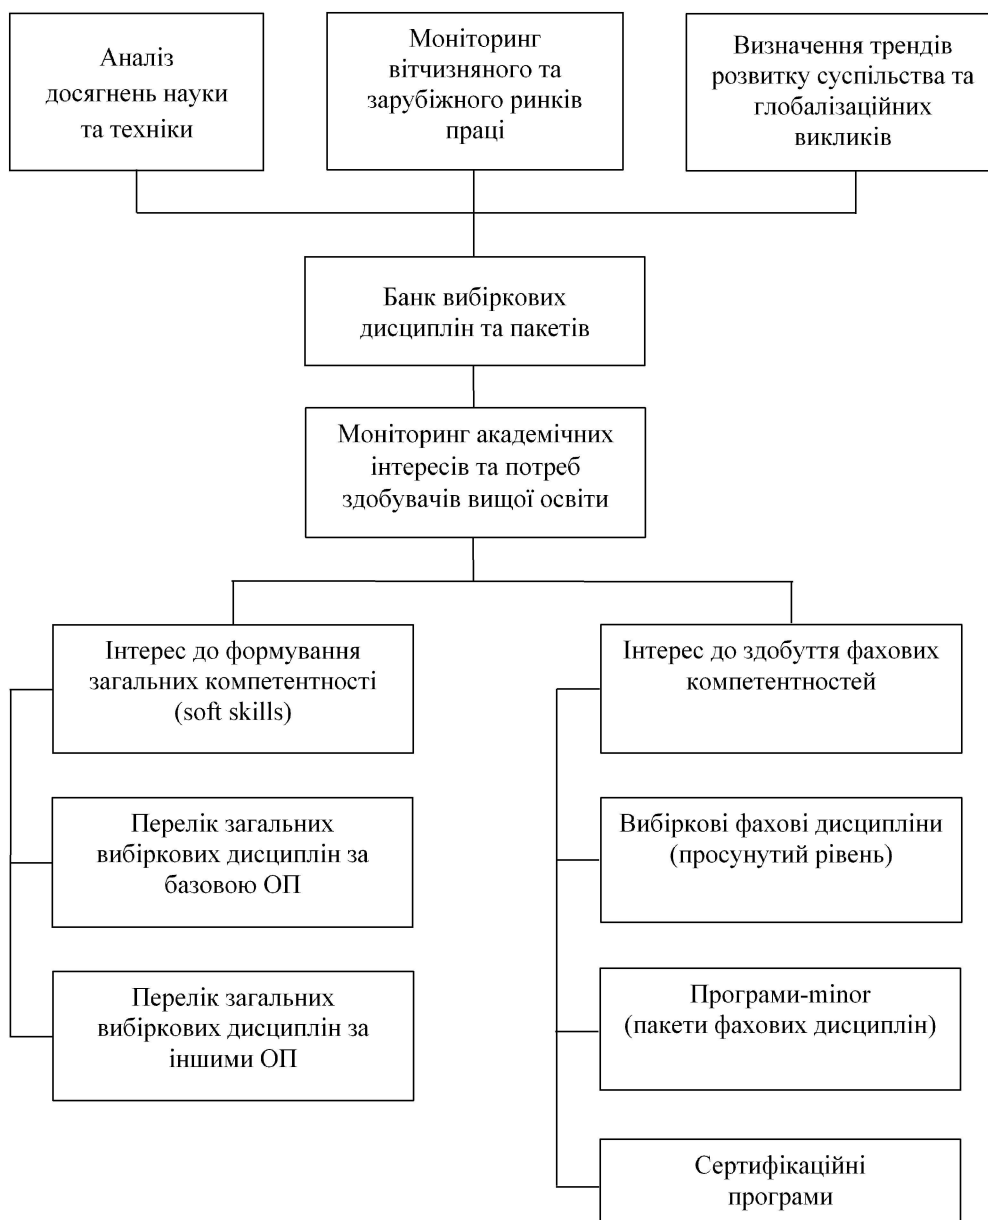 Аналіз
досягнень науки
та техніки
Моніторинг
вітчизняного та
зарубіжного ринків
праці
Визначення трендів
розвитку суспільства та
глобалізаційних
викликів
Банк вибіркових
дисциплін та пакетів
Моніторинг академічних
інтересів та потреб
здобувачів вищої освіти
Інтерес до формування
загальних компетентності
(soft skills)
Перелік загальних
вибіркових дисциплін за
базовою ОП
Перелік загальних
вибіркових дисциплін за
іншими ОП
Інтерес до здобуття фахових
компетентностей
Вибіркові фахові дисципліни
(просунутий рівень)
Програми-minor
(пакети фахових дисциплін)
Сертифікаційні
програми